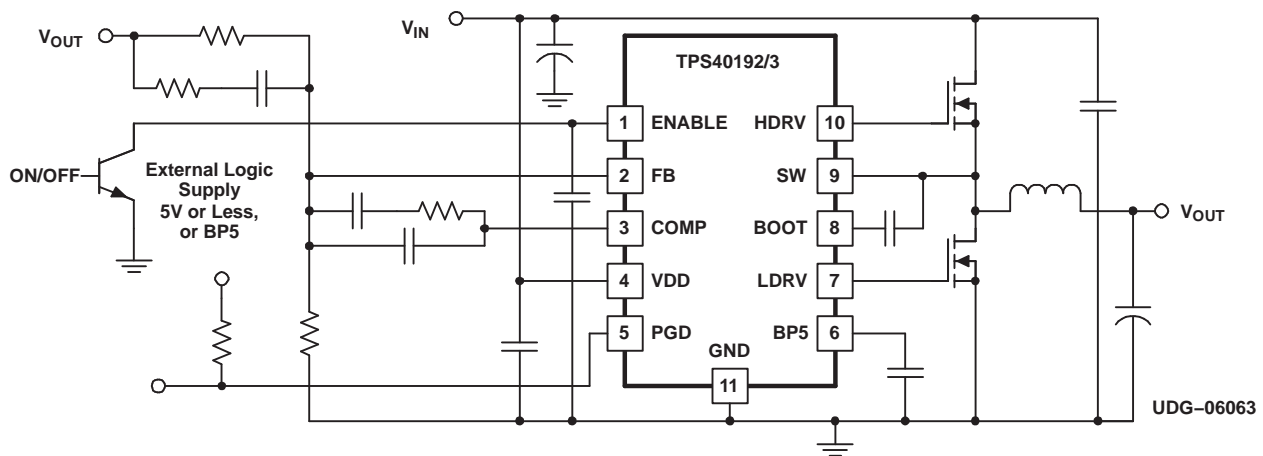 VOUT
VIN
TPS40192/3
1 ENABLE
HDRV 10
ON/OFF
External Logic
Supply
5V or Less,
or BP5
2 FB
SW 9
3 COMP
BOOT 8
VOUT
4 VDD
LDRV 7
5 PGD
BP5 6
GND
11
UDG–06063